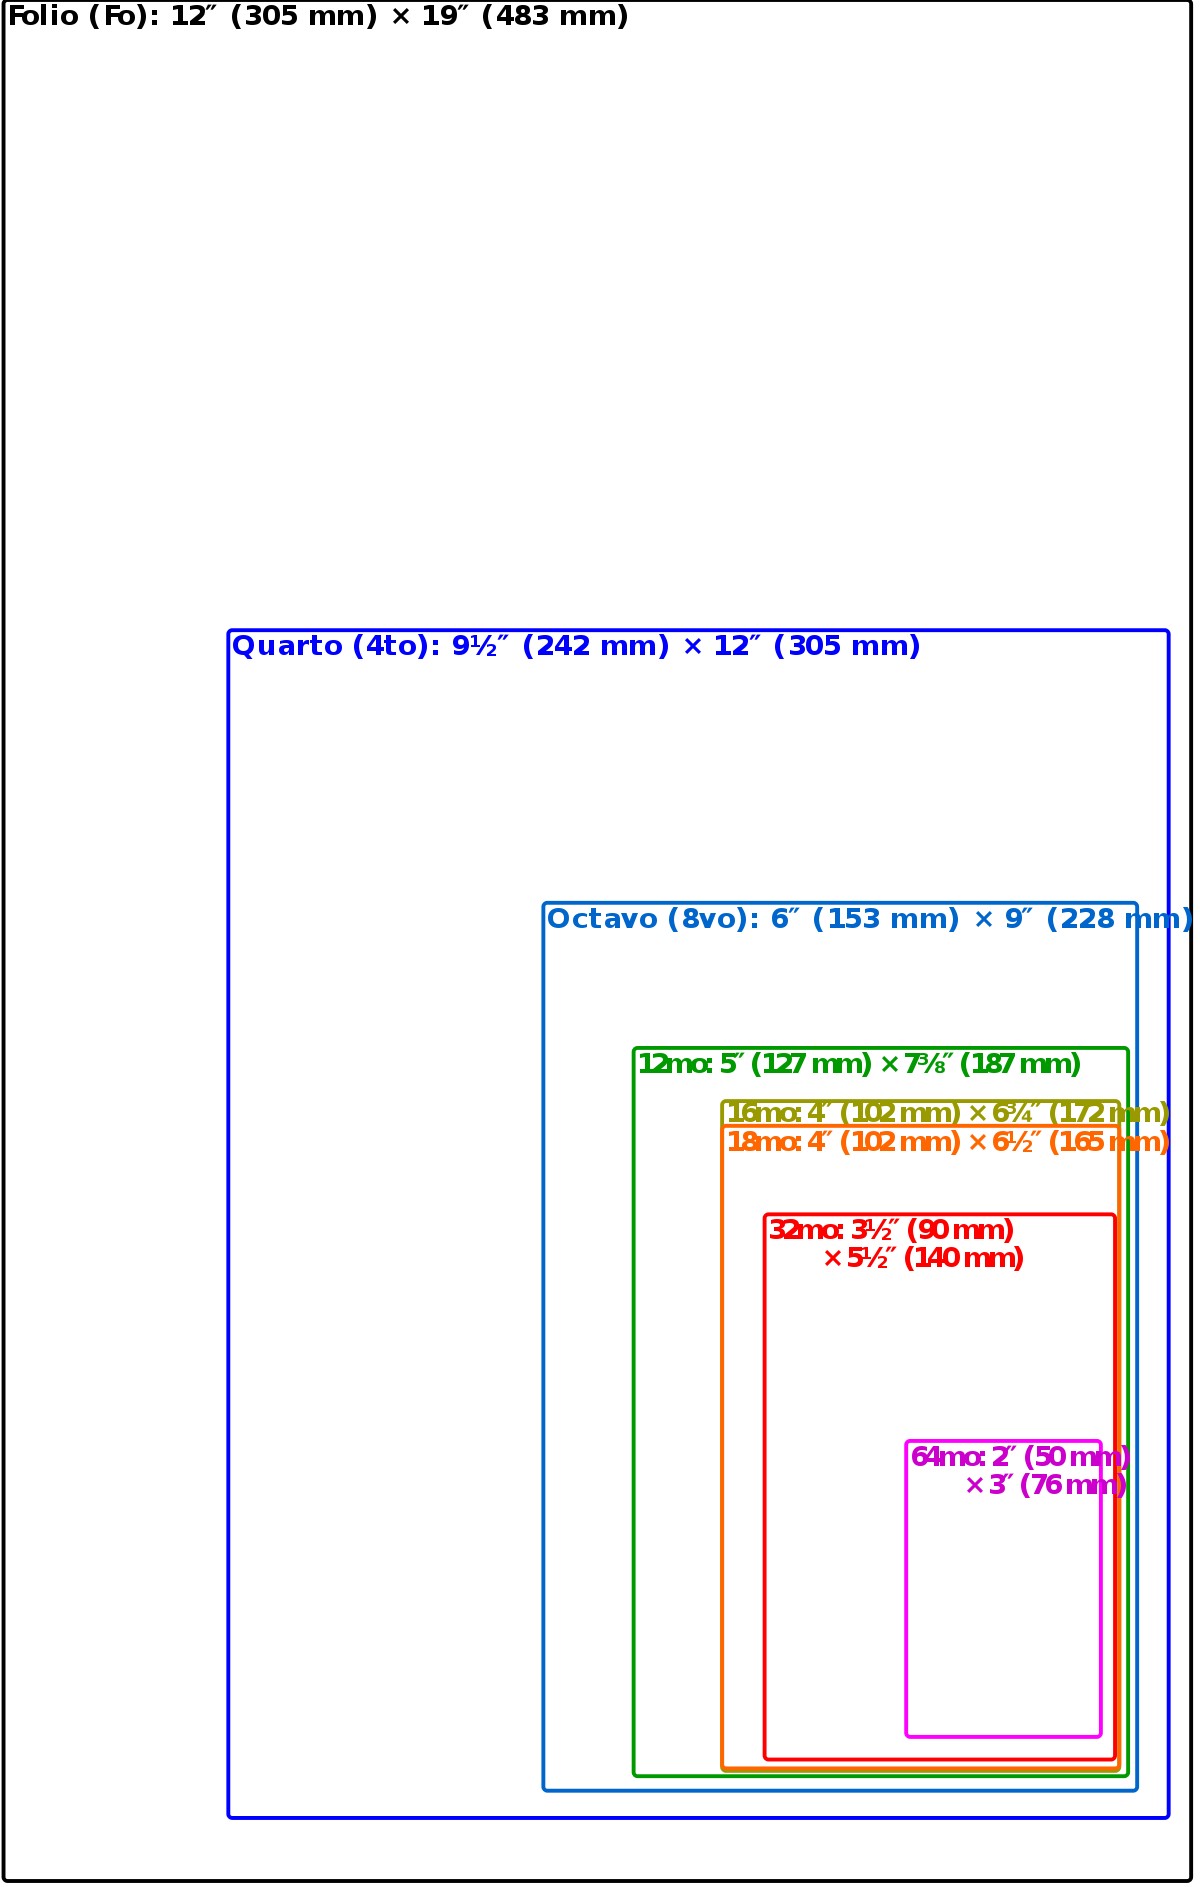 Folio (Fo): 12″ (305 mm) × 19″ (483 mm)
Quarto (4to): 9½″ (242 mm) × 12″ (305 mm)
Octavo (8vo): 6″ (153 mm) × 9″ (228 mm)
12mo: 5″ (127 mm) × 7⅜″ (187 mm)
16mo: 4″ (102 mm) × 6¾″ (172 mm)
18mo: 4″ (102 mm) × 6½″ (165 mm)
32mo: 3½″ (90 mm)
× 5½″ (140 mm)
64mo: 2″ (50 mm)
× 3″ (76 mm)